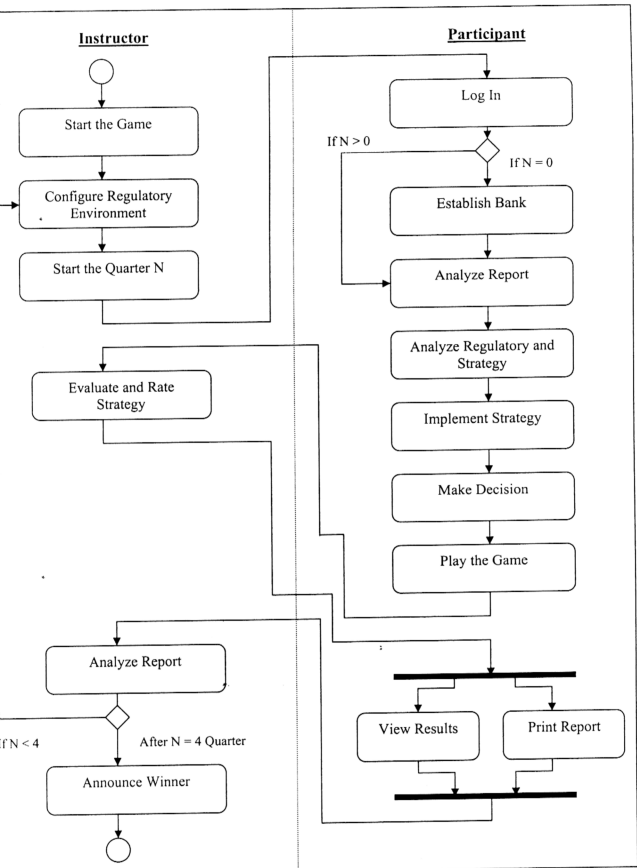 Instructor
Participant
Log In
Start the Game
If N > 0
If N = 0
Configure Regulatory
Environment
Establish Bank
Start the Quarter N
Analyze Report
Analyze Regulatory and
Strategy
Evaluate and Rate
Strategy
Implement Strategy
Make Decision
Play the Game
Analyze Report
View Results
Print Report
If N < 4
After N = 4 Quarter
Announce Winner